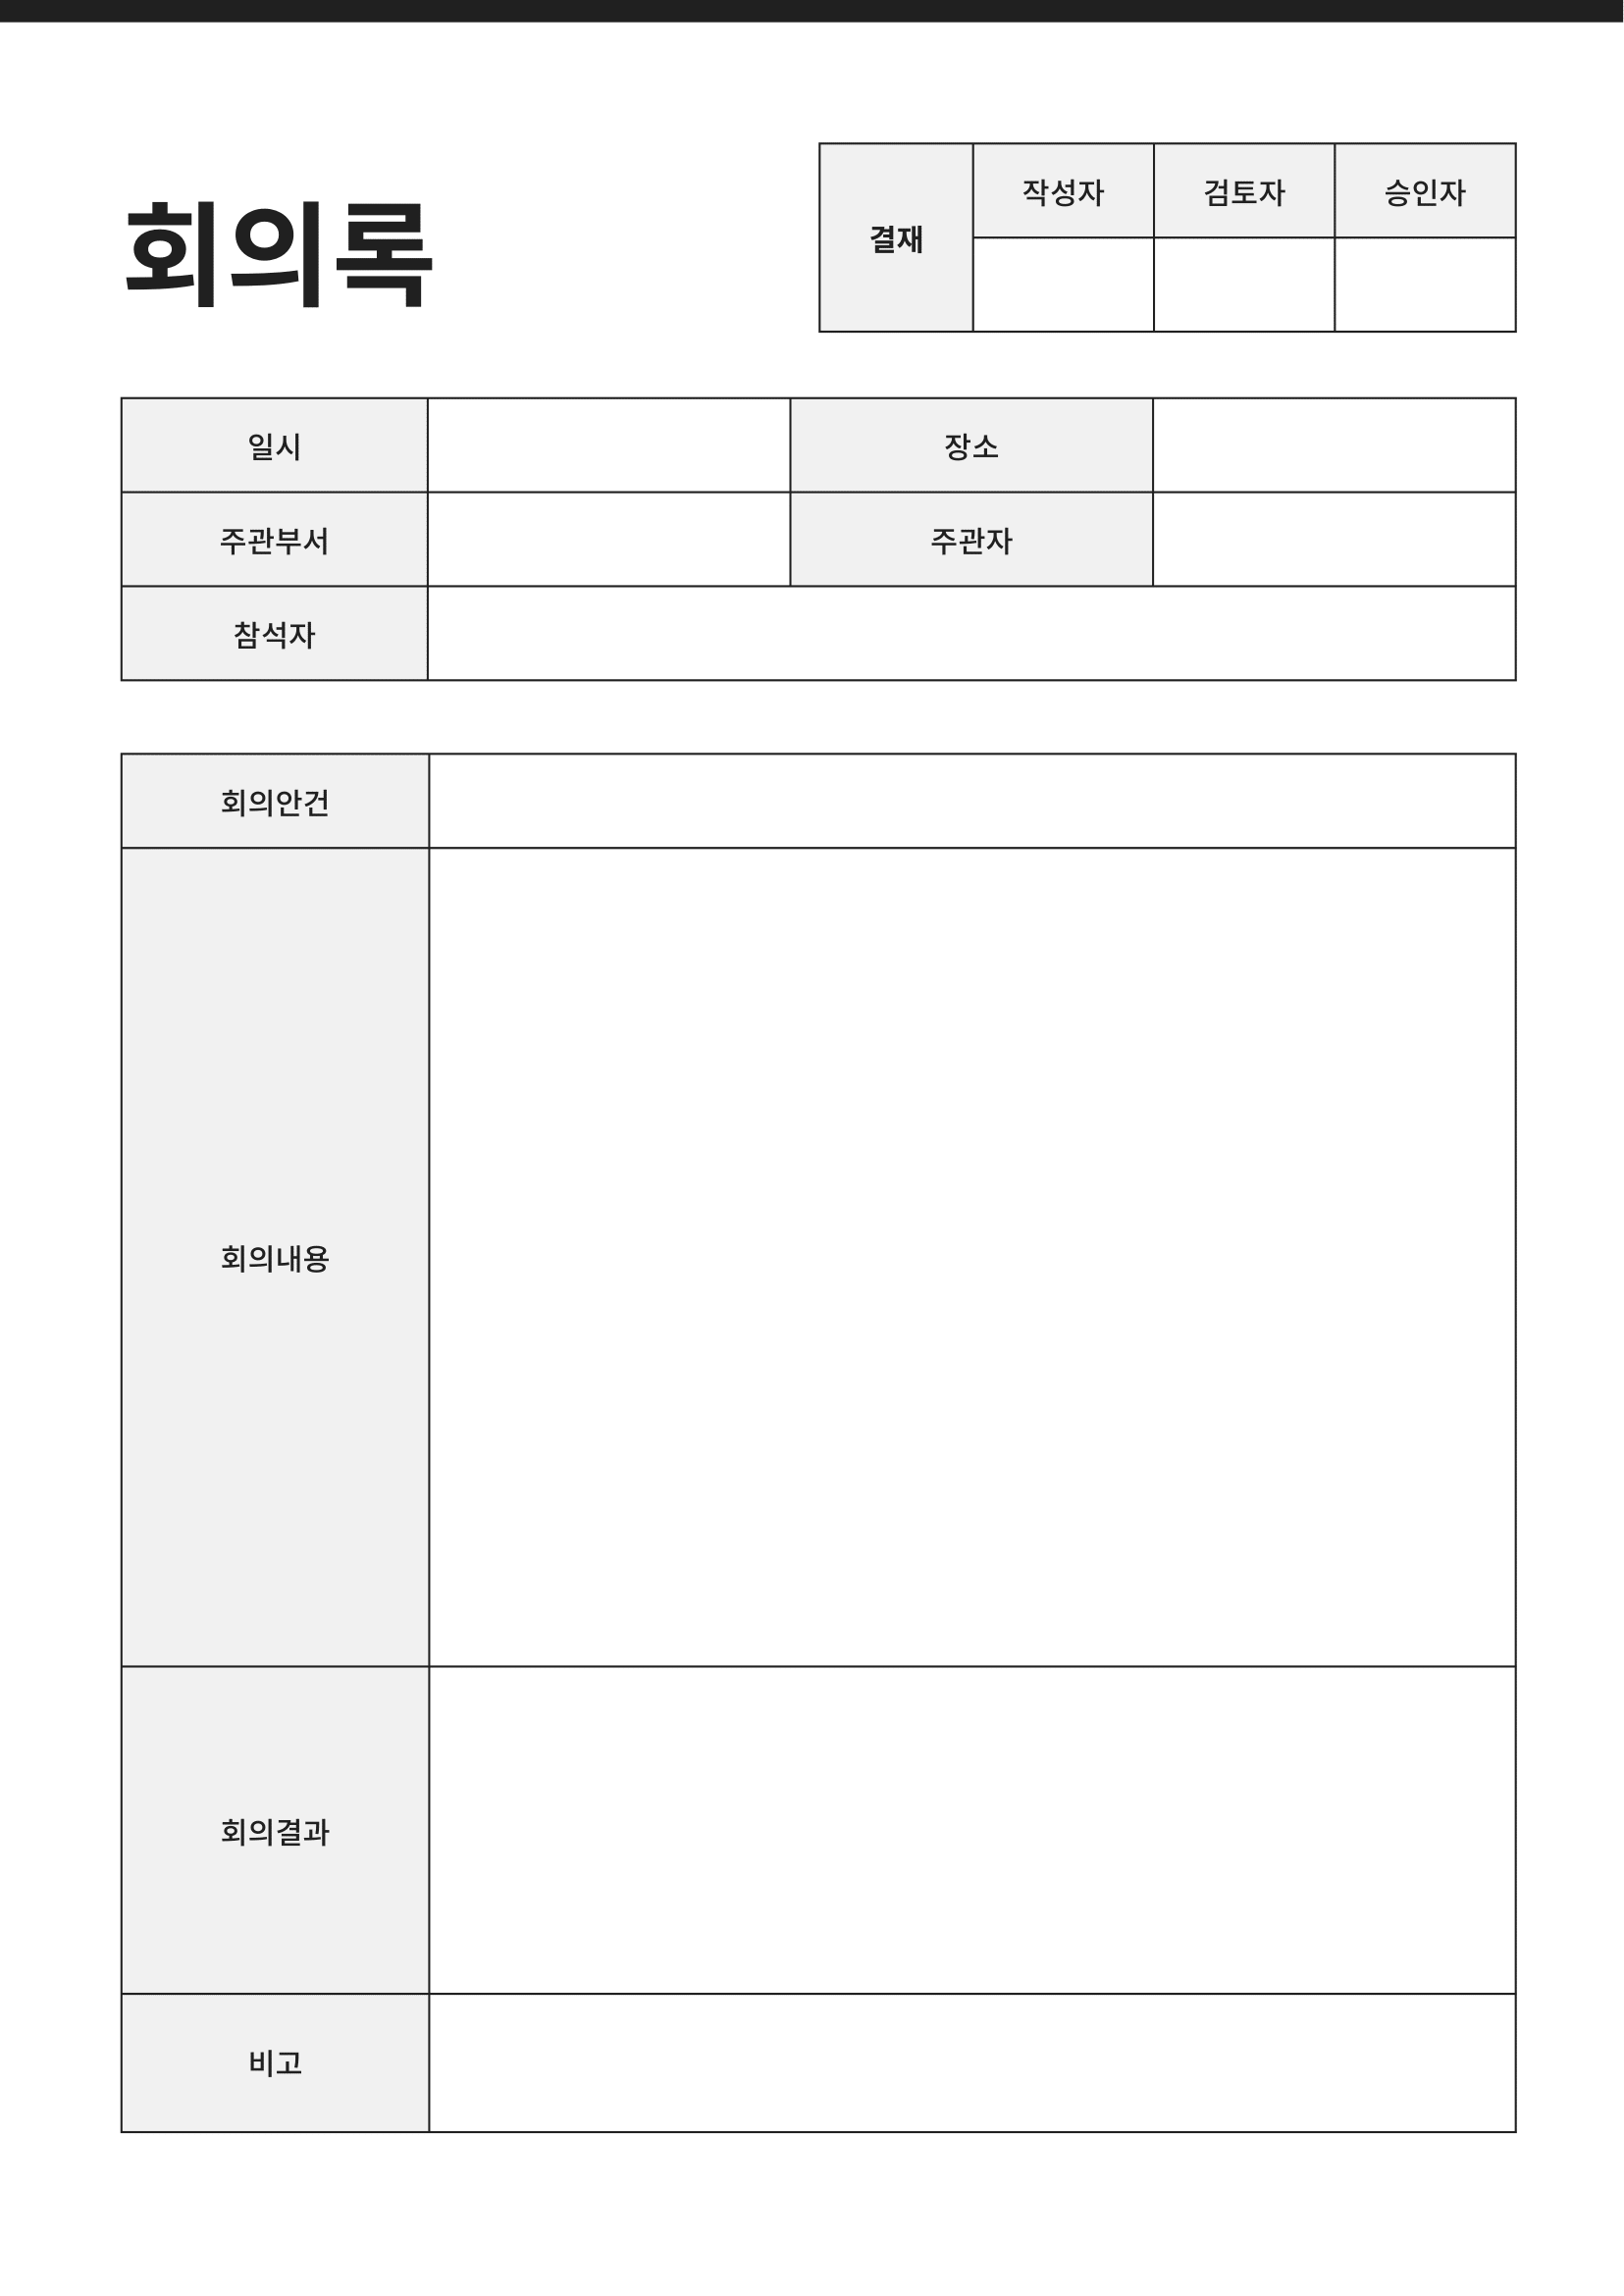 회의록
결재
작성자 검토자 승인자
일시 장소
주관부서 주관자
참석자
회의안건
회의내용
회의결과
비고